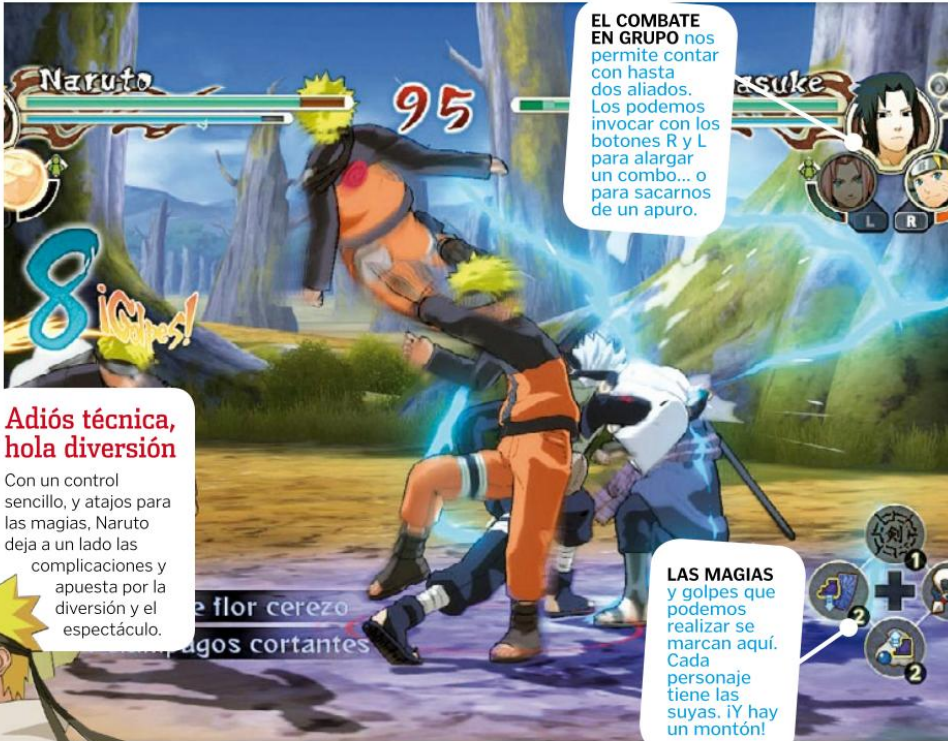 Naruto
95
EL COMBATE
EN GRUPO nos
permite contar
con hasta
dos aliados.
Los podemos
invocar con los
botones R y L
para alargar
un combo... o
para sacarnos
de un apuro.
asuke
L R
8 ¡Golpes!
Adiós técnica,
hola diversión
Con un control
sencillo, y atajos para
las magias, Naruto
deja a un lado las
complicaciones y
apuesta por la
diversión y el
espectáculo.
e flor cerezo
pagos cortantes
LAS MAGIAS
y golpes que
podemos
realizar se
marcan aquí.
Cada
personaje
tiene las
suyas. ¡Y hay
un montón!
剣
1
2
2